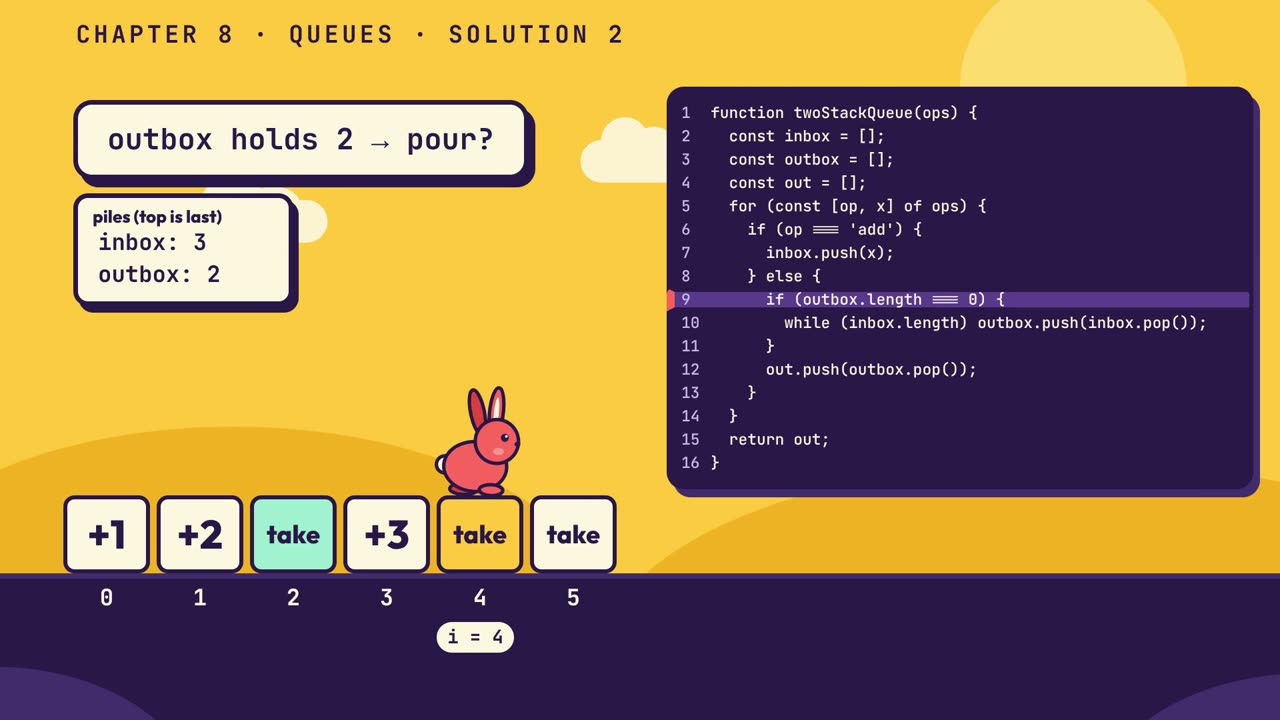 CHAPTER 8 · QUEUES · SOLUTION 2
outbox holds 2 → pour?
piles (top is last)
inbox: 3
outbox: 2
1 function twoStackQueue(ops) {
2 const inbox = [];
3 const outbox = [];
4 const out = [];
5 for (const [op, x] of ops) {
6 if (op === 'add') {
7 inbox.push(x);
8 } else {
9 if (outbox.length === 0) {
10 while (inbox.length) outbox.push(inbox.pop());
11 }
12 out.push(outbox.pop());
13 }
14 }
15 return out;
16 }
+1 +2 take +3 take take
0 1 2 3 4 5
i = 4